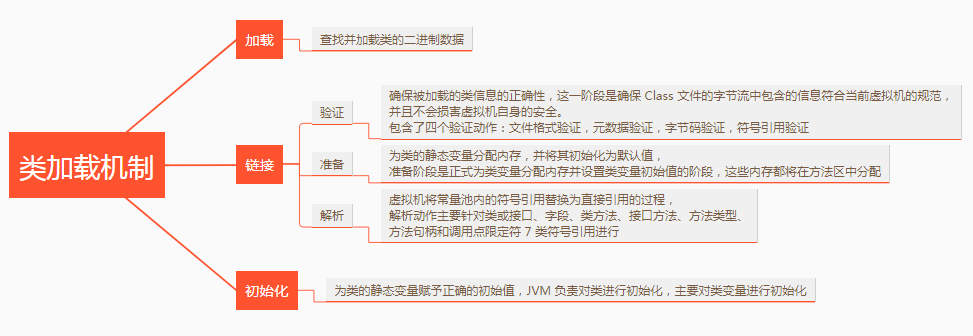 类加载机制
加载
查找并加载类的二进制数据
链接
验证
确保被加载的类信息的正确性，这一阶段是确保 Class 文件的字节流中包含的信息符合当前虚拟机的规范，
并且不会损害虚拟机自身的安全。
包含了四个验证动作：文件格式验证，元数据验证，字节码验证，符号引用验证
准备
为类的静态变量分配内存，并将其初始化为默认值，
准备阶段是正式为类变量分配内存并设置类变量初始值的阶段，这些内存都将在方法区中分配
解析
虚拟机将常量池内的符号引用替换为直接引用的过程，
解析动作主要针对类或接口、字段、类方法、接口方法、方法类型、
方法句柄和调用点限定符 7 类符号引用进行
初始化
为类的静态变量赋予正确的初始值，JVM 负责对类进行初始化，主要对类变量进行初始化